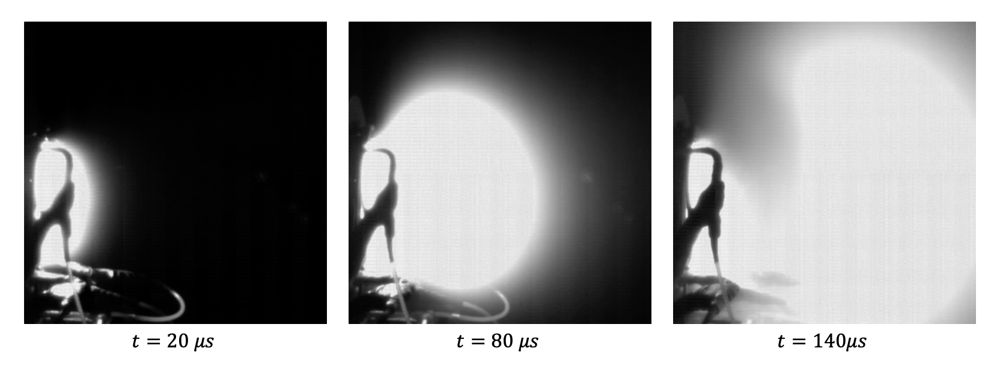 t = 20 μs
t = 80 μs
t = 140μs